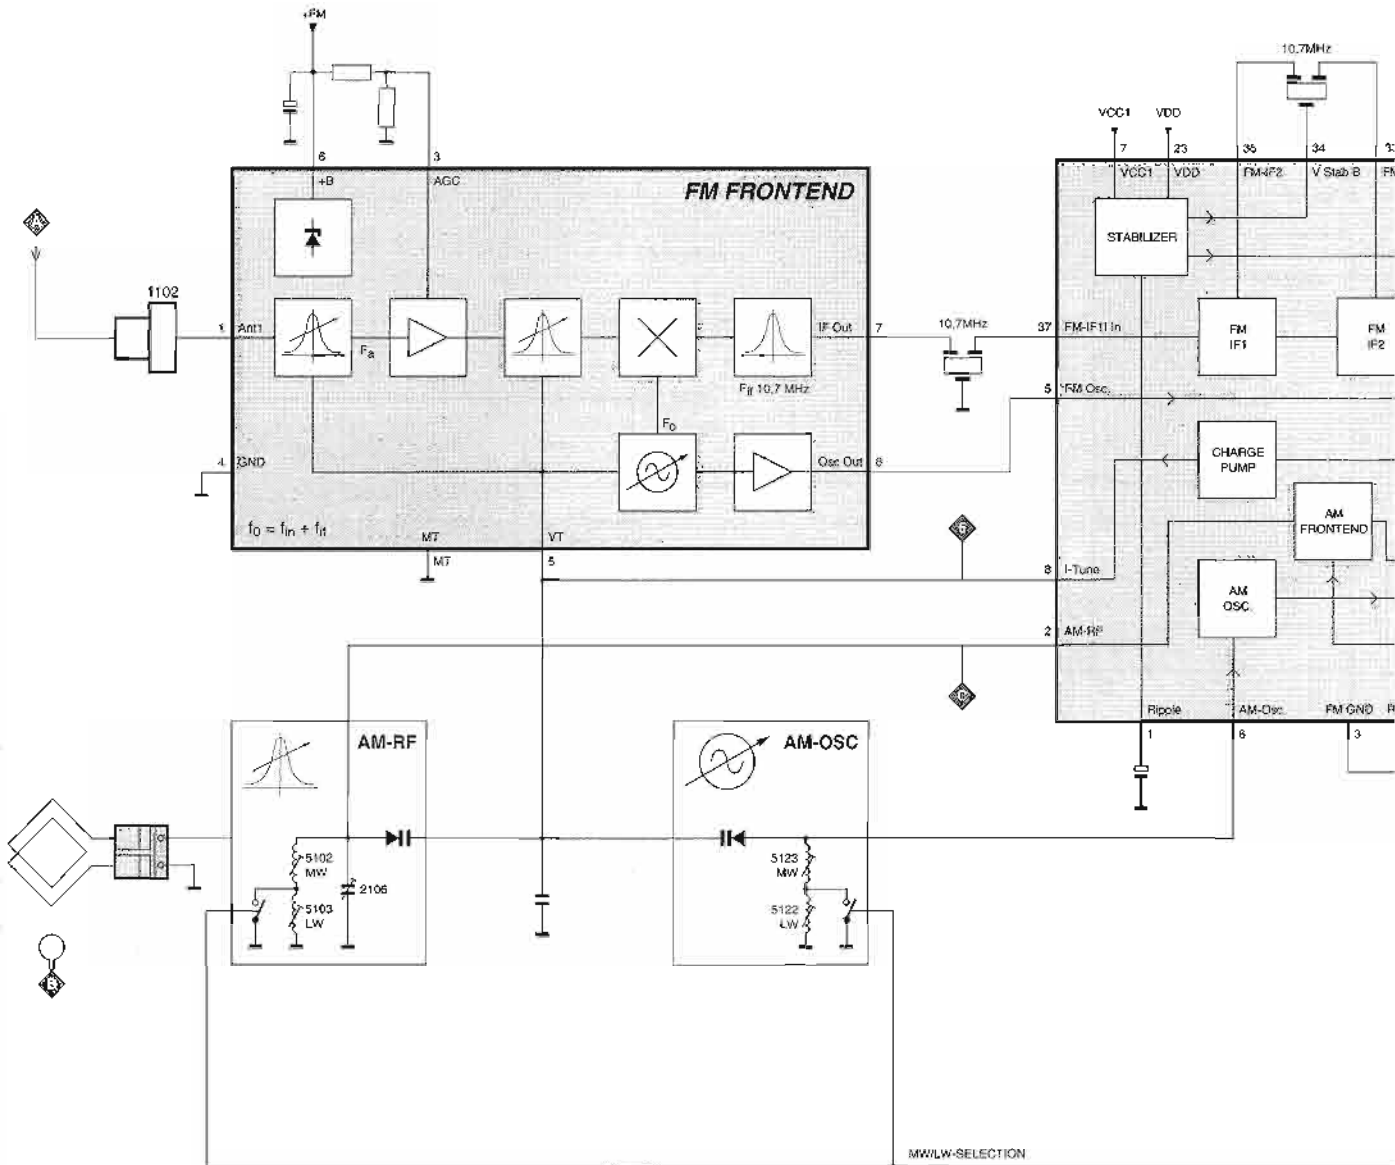 +FM
10,7MHz
VCC1
VDD
6
3
7
23
35
34
+B
AGC
FM FRONTEND
VCC1
VDD
FM-IF2
V Stab B
FM
STABILIZER
1102
1
Ant1
Fa
IF Out
7
10,7MHz
37
FM-IF1I in
FM
IF1
FM
IF2
Fif 10,7 MHz
5
FM Osc.
Fo
4
GND
Osc Out
8
CHARGE
PUMP
AM
FRONTEND
fo = fin + fif
MT
VT
MT
5
8
I-Tune
AM
OSC.
2
AM-RF
Ripple
AM-Osc.
FM GND
R
1
6
3
AM-RF
AM-OSC
5102
MW
2106
5103
LW
5123
MW
5122
LW
MW/LW-SELECTION